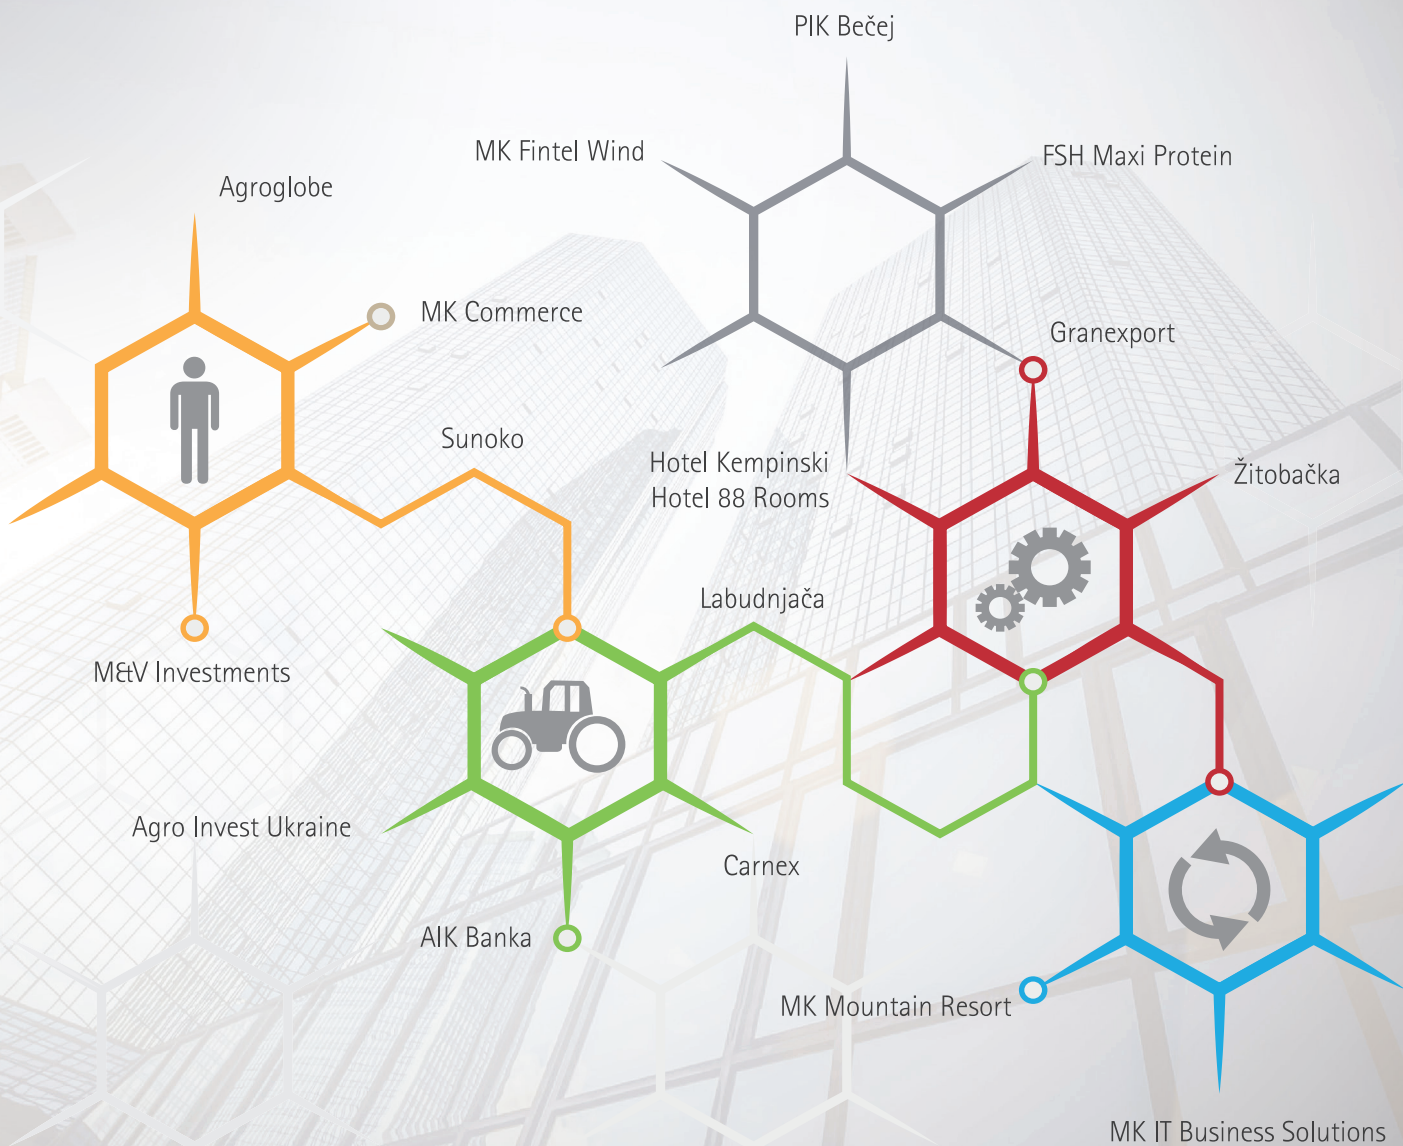 PIK Bečej
MK Fintel Wind
FSH Maxi Protein
Agroglobe
MK Commerce
Granexport
Sunoko
Hotel Kempinski
Hotel 88 Rooms
Žitobačka
Labudnjača
M&V Investments
Agro Invest Ukraine
Carnex
AIK Banka
MK Mountain Resort
MK IT Business Solutions